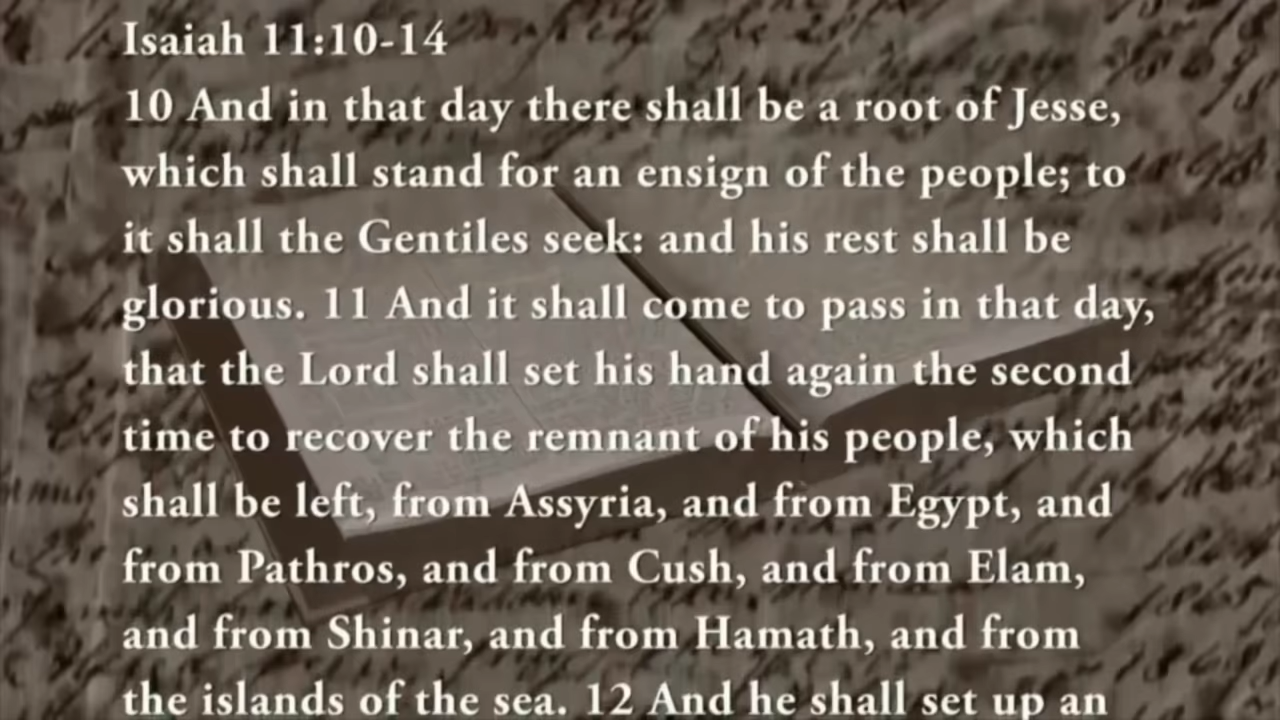 Isaiah 11:10-14
10 And in that day there shall be a root of Jesse,
which shall stand for an ensign of the people; to
it shall the Gentiles seek: and his rest shall be
glorious. 11 And it shall come to pass in that day,
that the Lord shall set his hand again the second
time to recover the remnant of his people, which
shall be left, from Assyria, and from Egypt, and
from Pathros, and from Cush, and from Elam,
and from Shinar, and from Hamath, and from
the islands of the sea. 12 And he shall set up an